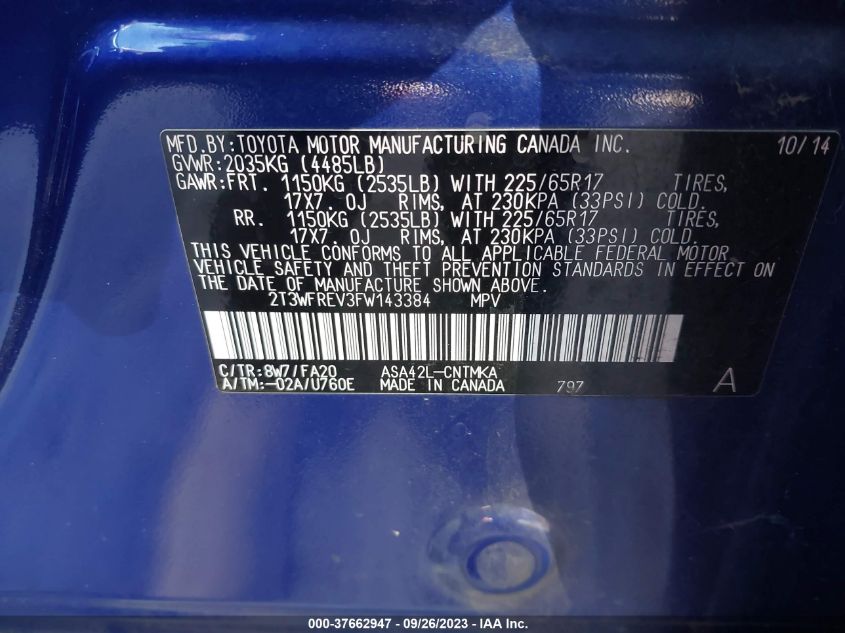 MFD.BY:TOYOTA MOTOR MANUFACTURING CANADA INC. 10/14
GVWR:2035KG (4485LB)
GAWR:FRT. 1150KG (2535LB) WITH 225/65R17 TIRES,
17X7.0J RIMS, AT 230KPA (33PSI) COLD.
RR. 1150KG (2535LB) WITH 225/65R17 TIRES,
17X7.0J RIMS, AT 230KPA (33PSI) COLD.
THIS VEHICLE CONFORMS TO ALL APPLICABLE FEDERAL MOTOR
VEHICLE SAFETY AND THEFT PREVENTION STANDARDS IN EFFECT ON
THE DATE OF MANUFACTURE SHOWN ABOVE.
2T3WFREV3FW143384 MPV
C/TR:8W7/FA20 ASA42L-CNTMKA
A/TM:-02A/U760E MADE IN CANADA 797 A
000-37662947 - 09/26/2023 - IAA Inc.